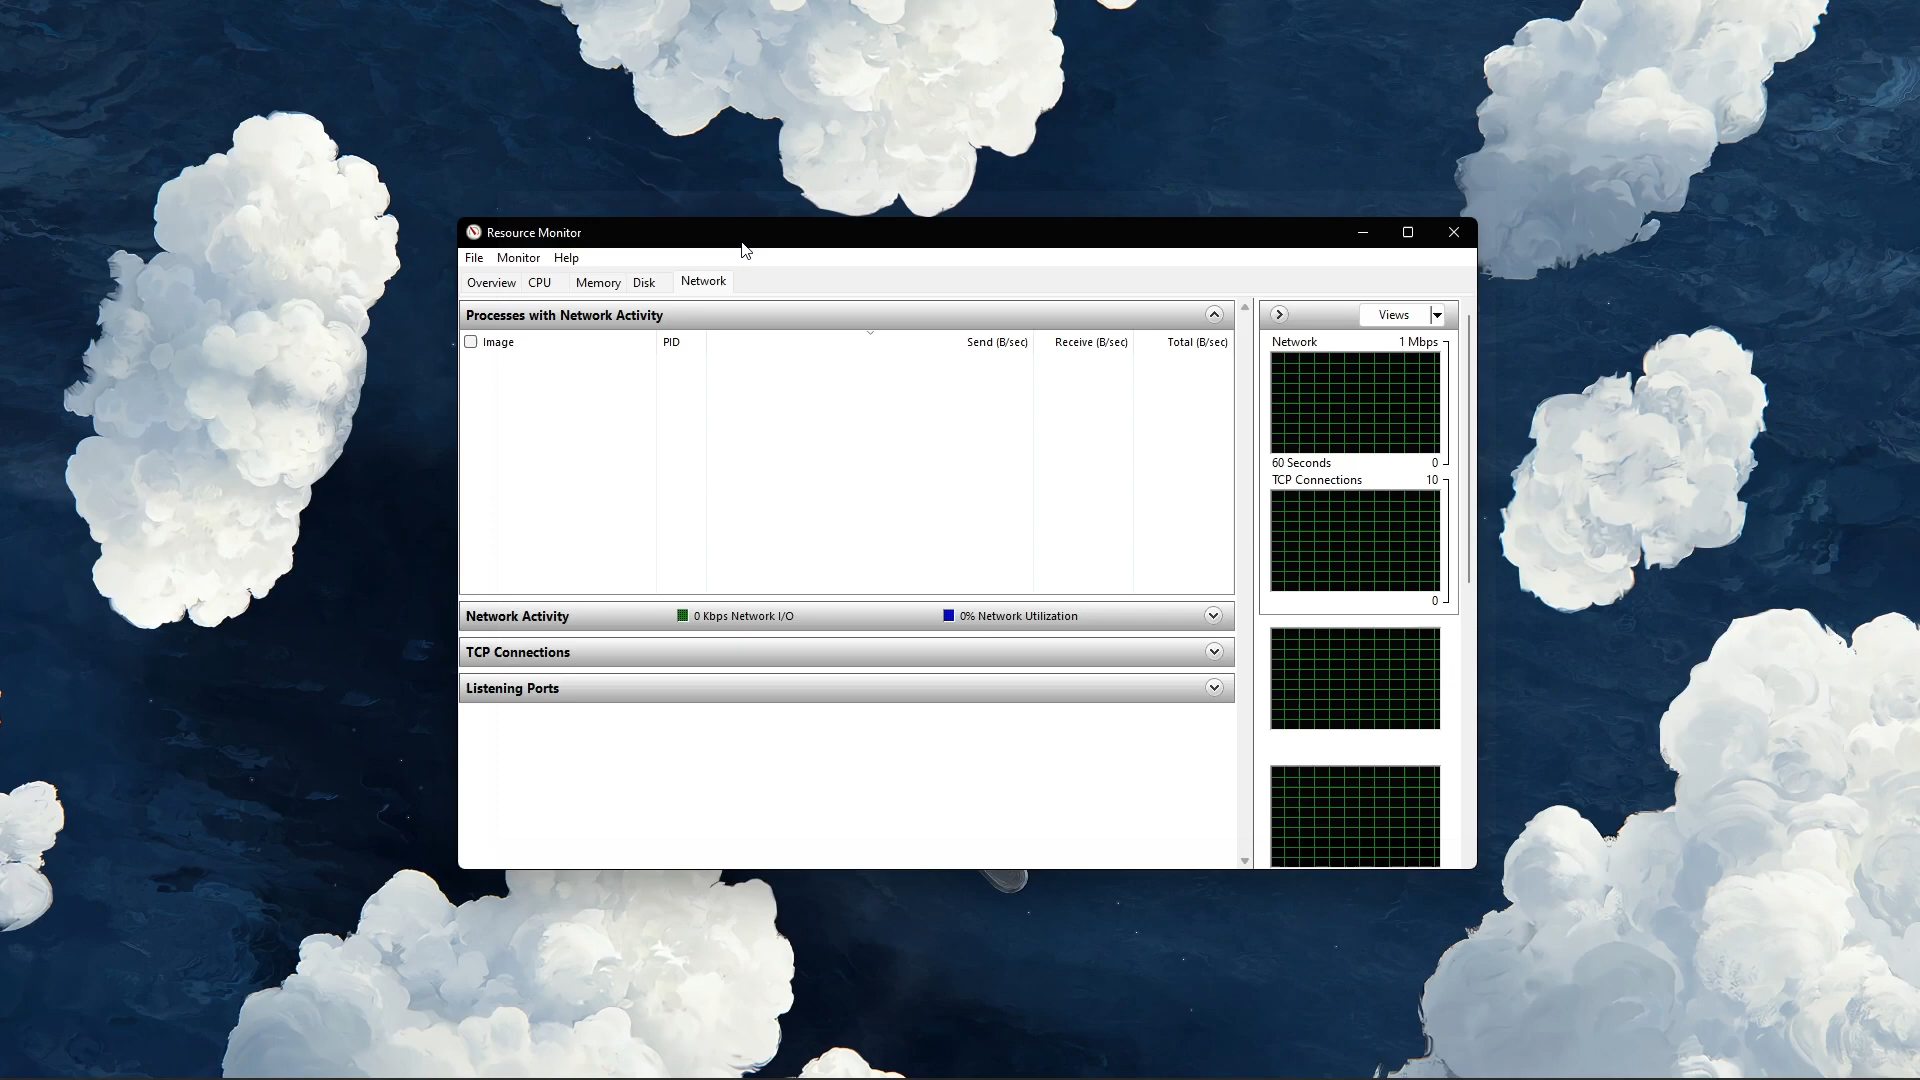 Resource Monitor
File Monitor Help
Overview CPU Memory Disk Network
Processes with Network Activity
Image PID Send (B/sec) Receive (B/sec) Total (B/sec)
Network Activity 0 Kbps Network I/O 0% Network Utilization
TCP Connections
Listening Ports
Views
Network 1 Mbps
60 Seconds 0
TCP Connections 10
0